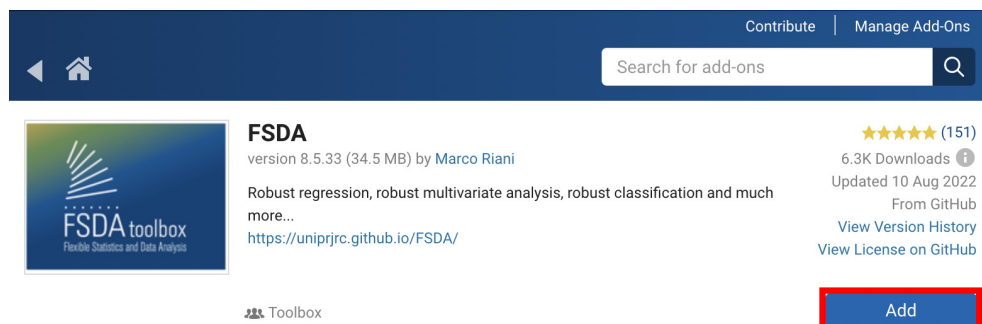 Contribute
Manage Add-Ons
Search for add-ons
FSDA
version 8.5.33 (34.5 MB) by Marco Riani
Robust regression, robust multivariate analysis, robust classification and much
more...
https://uniprjrc.github.io/FSDA/
(151)
6.3K Downloads
Updated 10 Aug 2022
From GitHub
View Version History
View License on GitHub
FSDA toolbox
Flexible Statistics and Data Analysis
Toolbox
Add